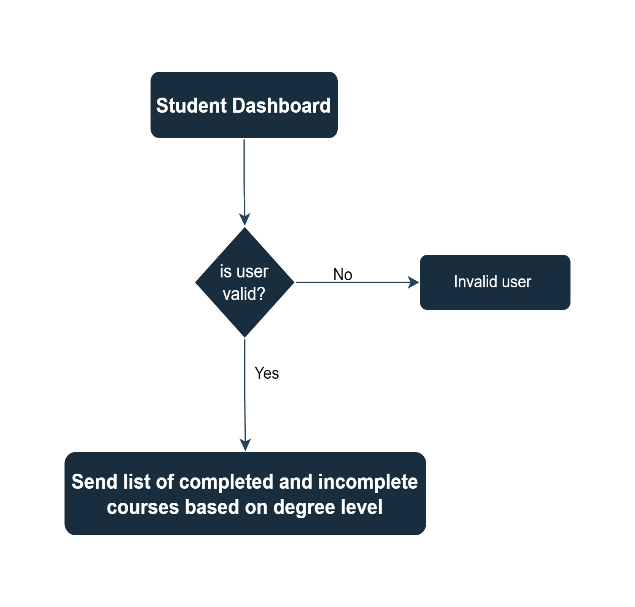 Student Dashboard
is user
valid?
No
Invalid user
Yes
Send list of completed and incomplete
courses based on degree level